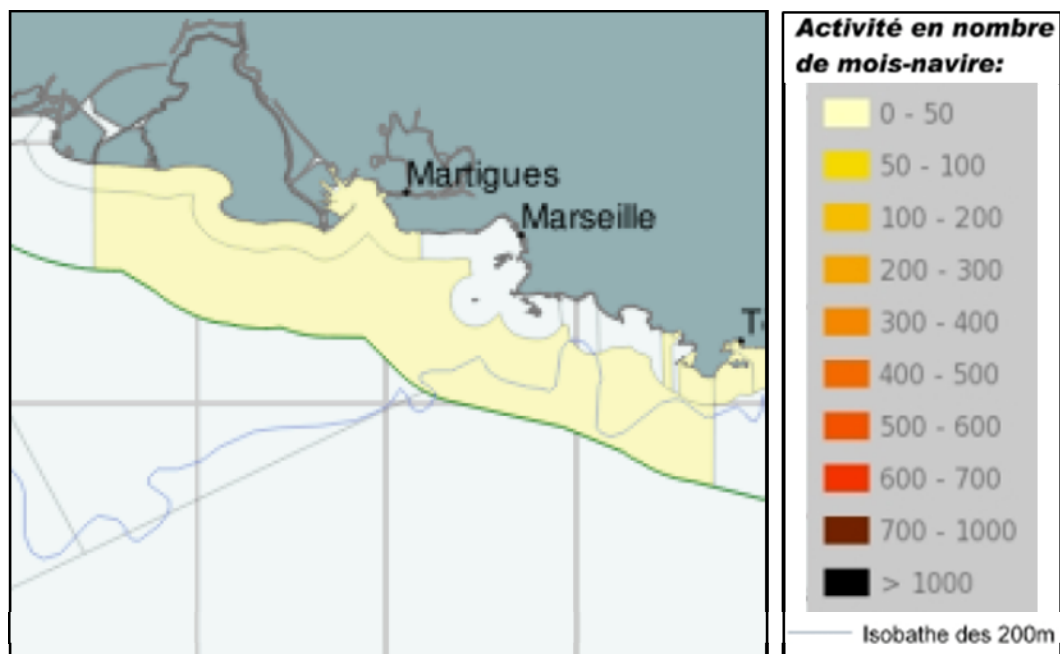 Martigues
Marseille
Activité en nombre
de mois-navire:
0 - 50
50 - 100
100 - 200
200 - 300
300 - 400
400 - 500
500 - 600
600 - 700
700 - 1000
> 1000
Isobathe des 200m